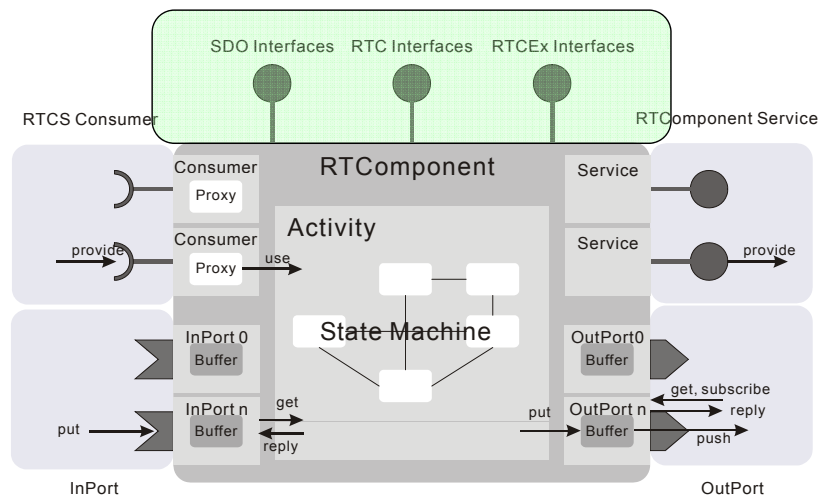 SDO Interfaces RTC Interfaces RTCEx Interfaces
RTCS Consumer
RTComponent Service
RTComponent
Consumer
Proxy
Service
Activity
Consumer
Proxy
provide
use
Service
provide
State Machine
InPort 0
Buffer
OutPort0
Buffer
InPort n
Buffer
put
get
reply
put
OutPort n
Buffer
get, subscribe
reply
push
InPort
OutPort